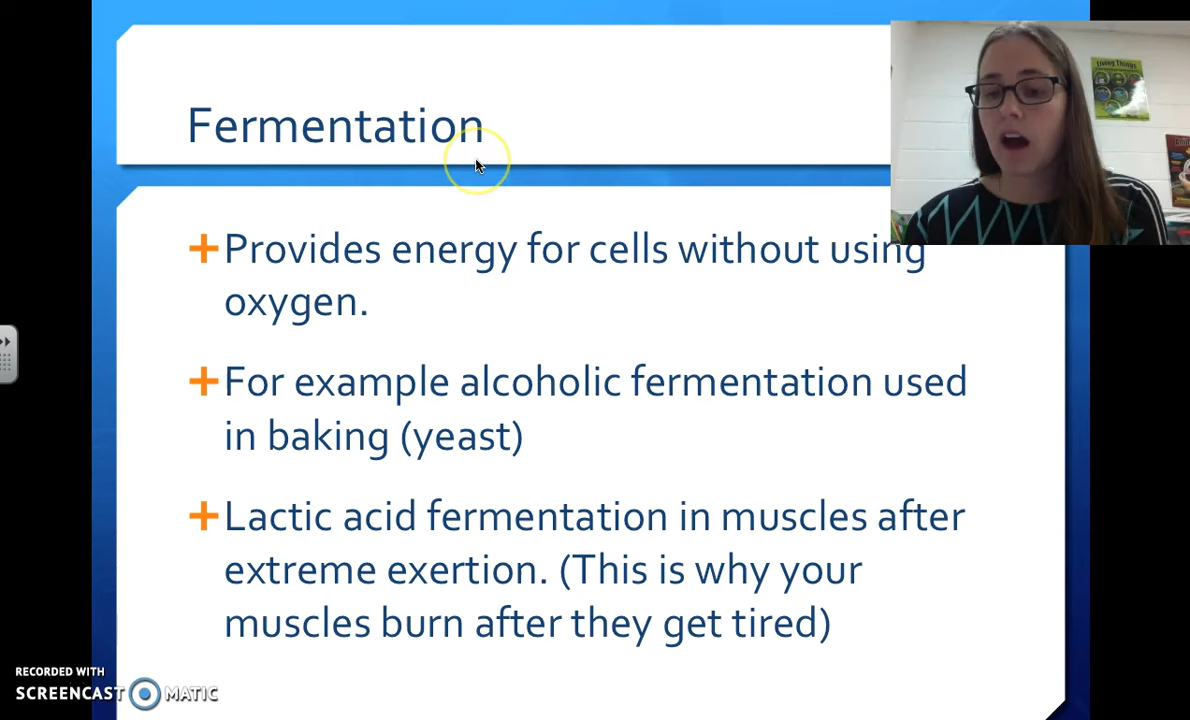 Living Things
Fermentation
Provides energy for cells without using
oxygen.
For example alcoholic fermentation used
in baking (yeast)
Lactic acid fermentation in muscles after
extreme exertion. (This is why your
muscles burn after they get tired)
RECORDED WITH
SCREENCAST MATIC